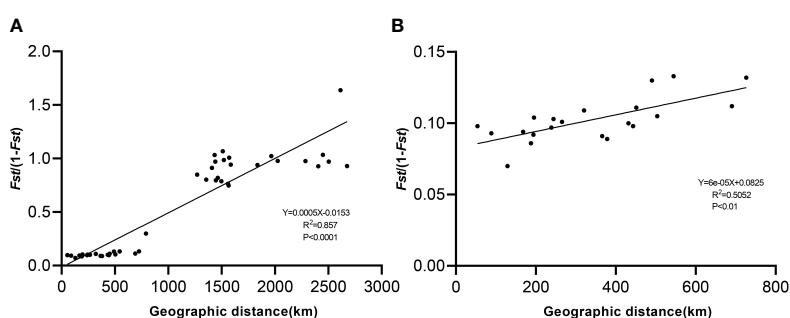 A
Fst/(1-Fst)
2.0
1.5
1.0
0.5
0.0
Y=0.0005X-0.0153
R²=0.857
P<0.0001
0 500 1000 1500 2000 2500 3000
Geographic distance(km)
B
Fst/(1-Fst)
0.15
0.10
0.05
0.00
Y=6e-05X+0.0825
R²=0.5052
P<0.01
0 200 400 600 800
Geographic distance(km)